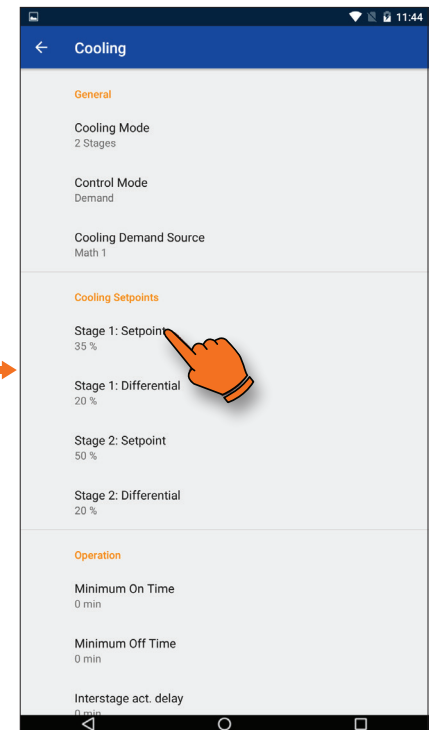 11:44
Cooling
General
Cooling Mode
2 Stages
Control Mode
Demand
Cooling Demand Source
Math 1
Cooling Setpoints
Stage 1: Setpoint
35 %
Stage 1: Differential
20 %
Stage 2: Setpoint
50 %
Stage 2: Differential
20 %
Operation
Minimum On Time
0 min
Minimum Off Time
0 min
Interstage act. delay
0 min